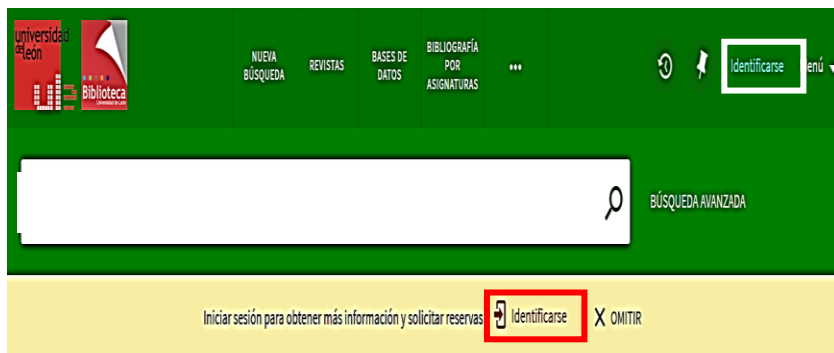 universidad
de león
Biblioteca
Universidad de León
NUEVA
BÚSQUEDA
REVISTAS
BASES DE
DATOS
BIBLIOGRAFÍA
POR
ASIGNATURAS
•••
Identificarse
enú
BÚSQUEDA AVANZADA
Iniciar sesión para obtener más información y solicitar reservas
Identificarse
X OMITIR